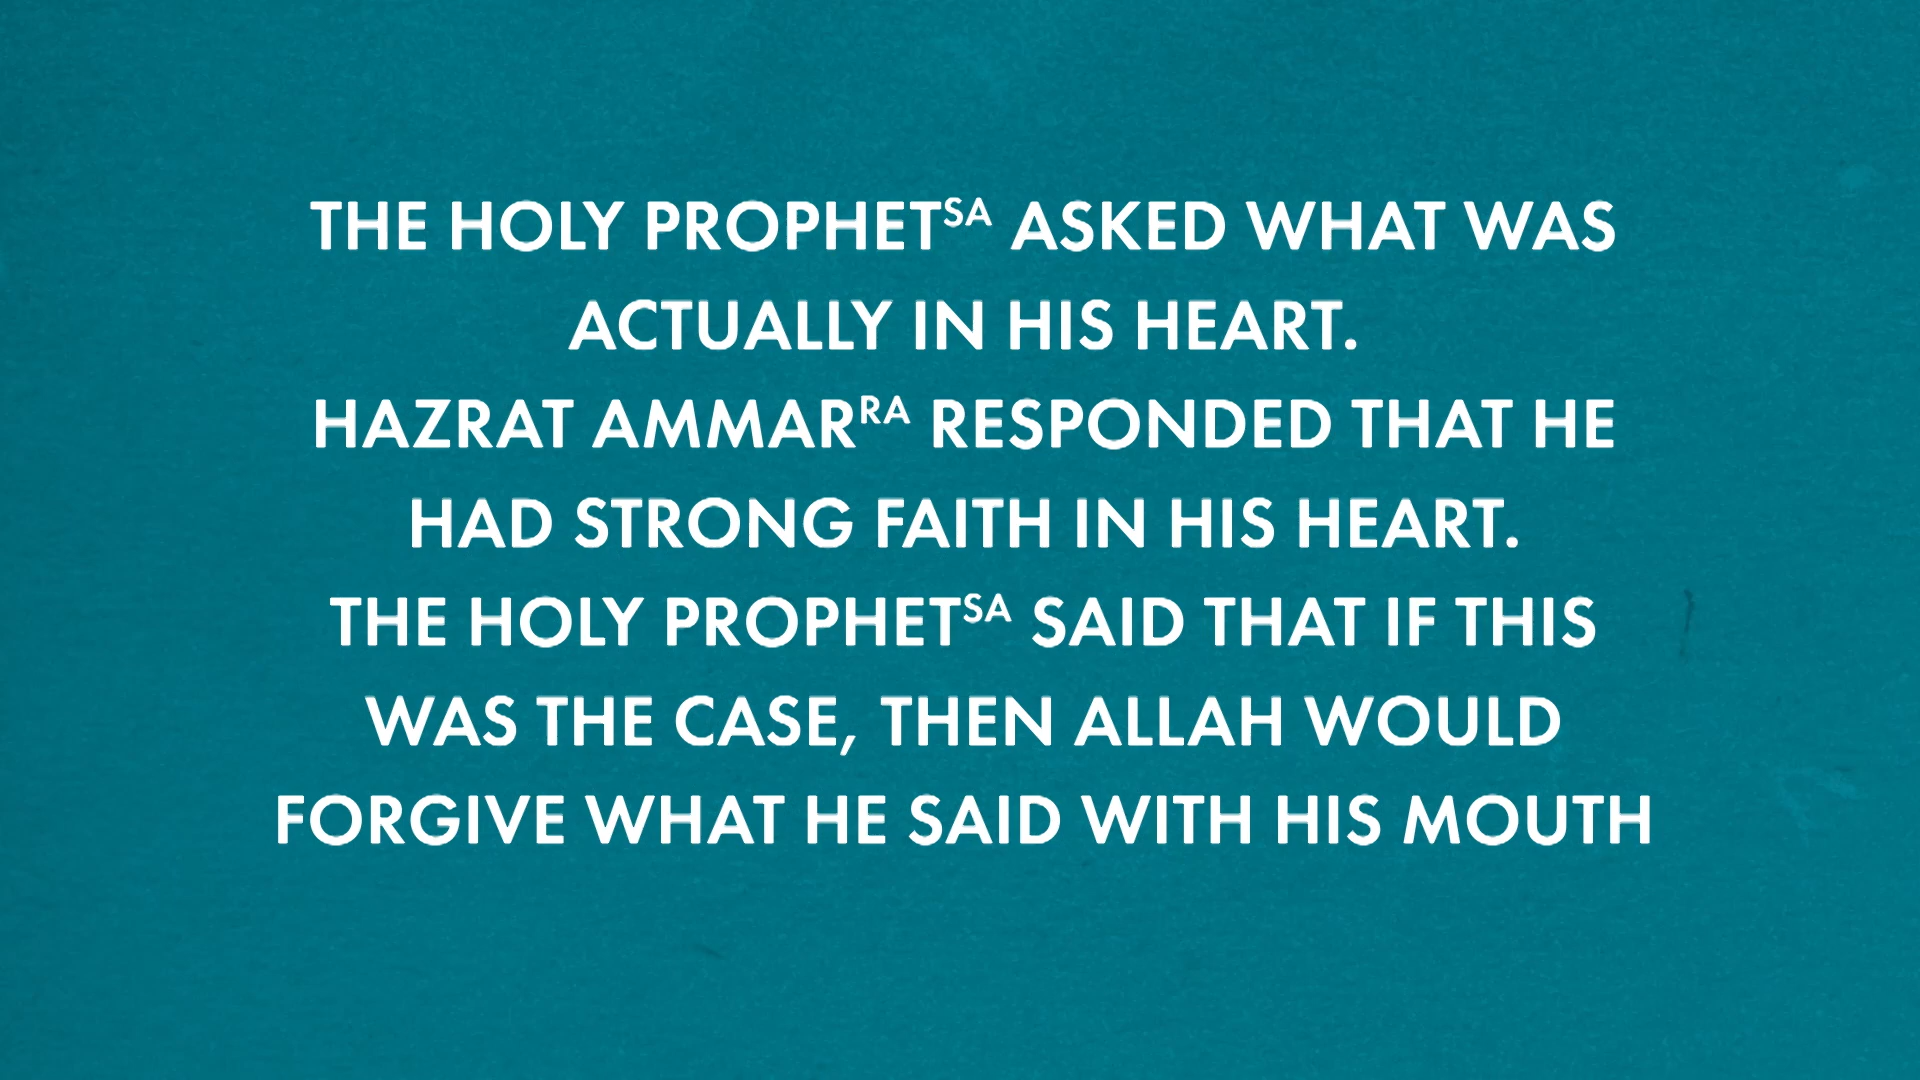 THE HOLY PROPHETSA ASKED WHAT WAS
ACTUALLY IN HIS HEART.
HAZRAT AMMARRA RESPONDED THAT HE
HAD STRONG FAITH IN HIS HEART.
THE HOLY PROPHETSA SAID THAT IF THIS
WAS THE CASE, THEN ALLAH WOULD
FORGIVE WHAT HE SAID WITH HIS MOUTH